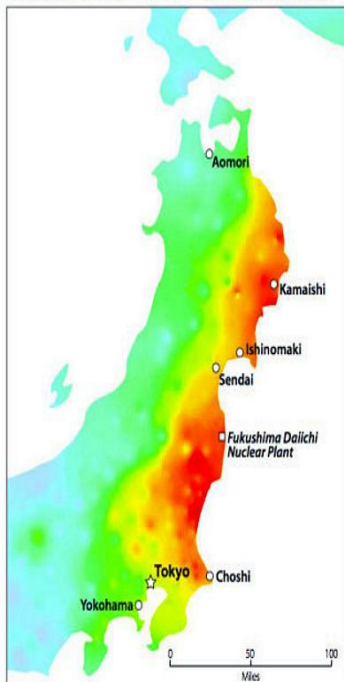 Aomori
Kamaishi
Ishinomaki
Sendai
Fukushima Daiichi
Nuclear Plant
Tokyo
Choshi
Yokohama
0 50 100
Miles